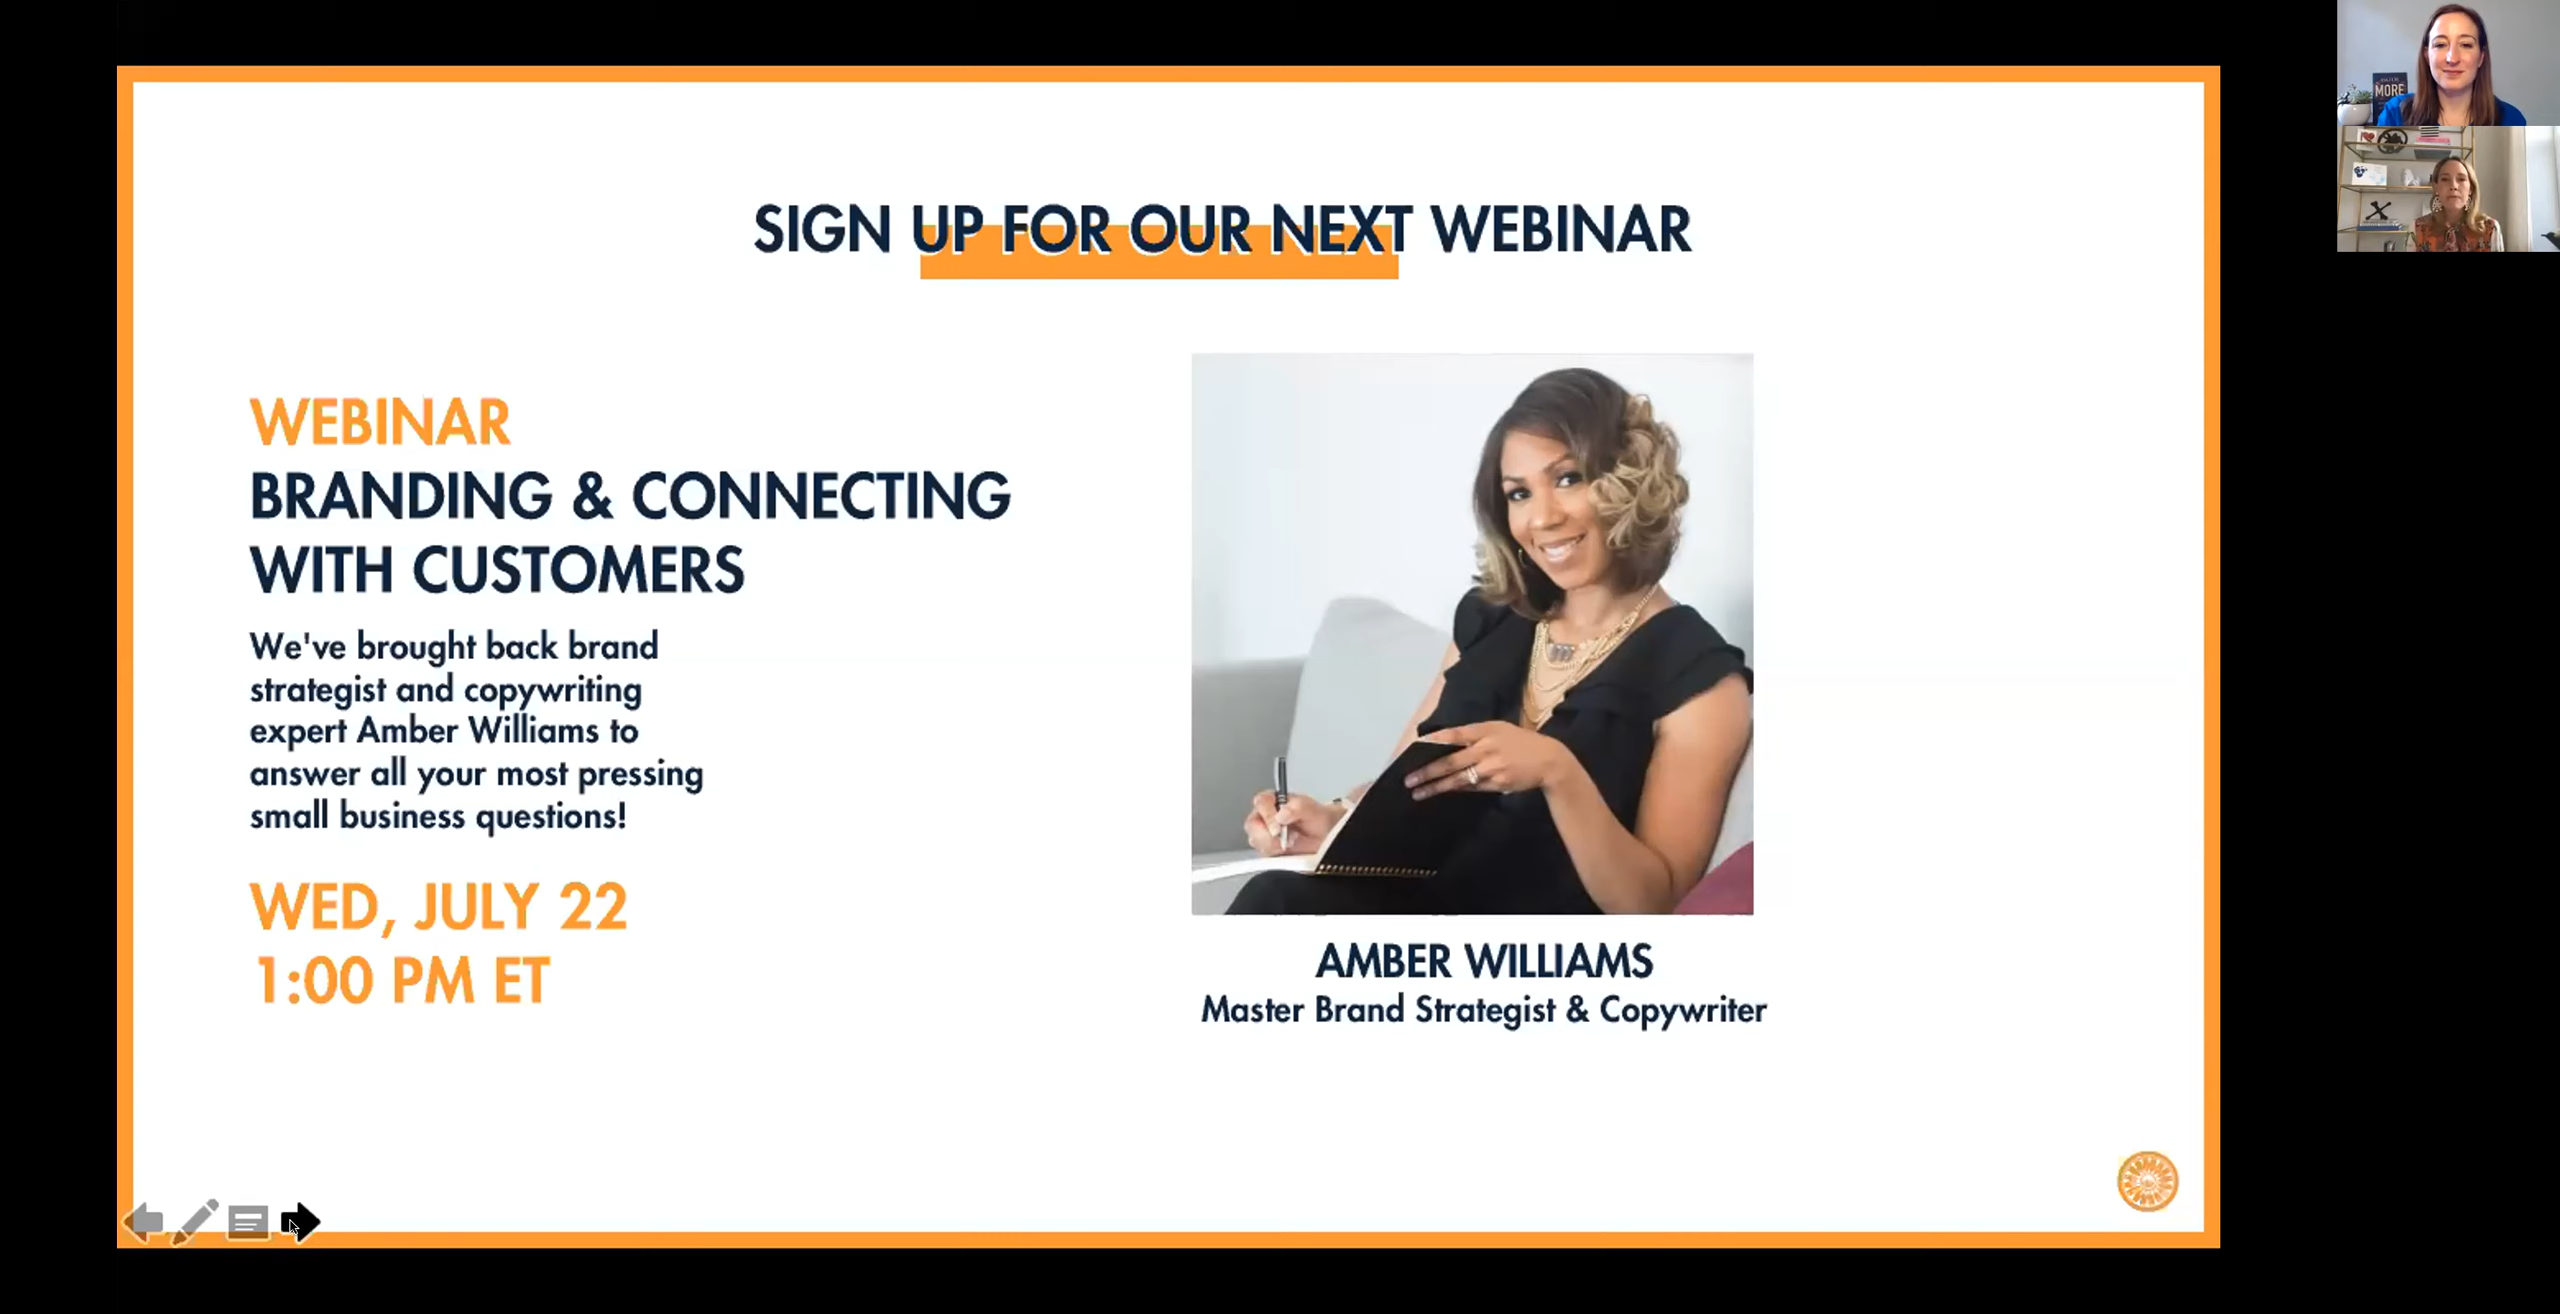 SIGN UP FOR OUR NEXT WEBINAR
WEBINAR
BRANDING & CONNECTING
WITH CUSTOMERS
We've brought back brand
strategist and copywriting
expert Amber Williams to
answer all your most pressing
small business questions!
WED, JULY 22
1:00 PM ET
AMBER WILLIAMS
Master Brand Strategist & Copywriter
MORE